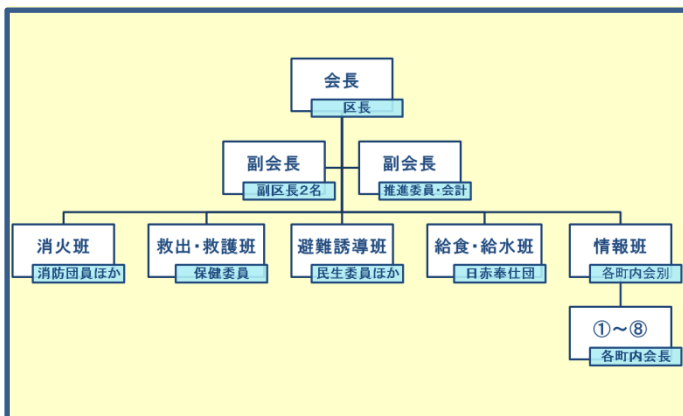 会長
区長
副会長
副区長2名
副会長
推進委員・会計
消火班
消防団員ほか
救出・救護班
保健委員
避難誘導班
民生委員ほか
給食・給水班
日赤奉仕団
情報班
各町内会別
①～⑧
各町内会長